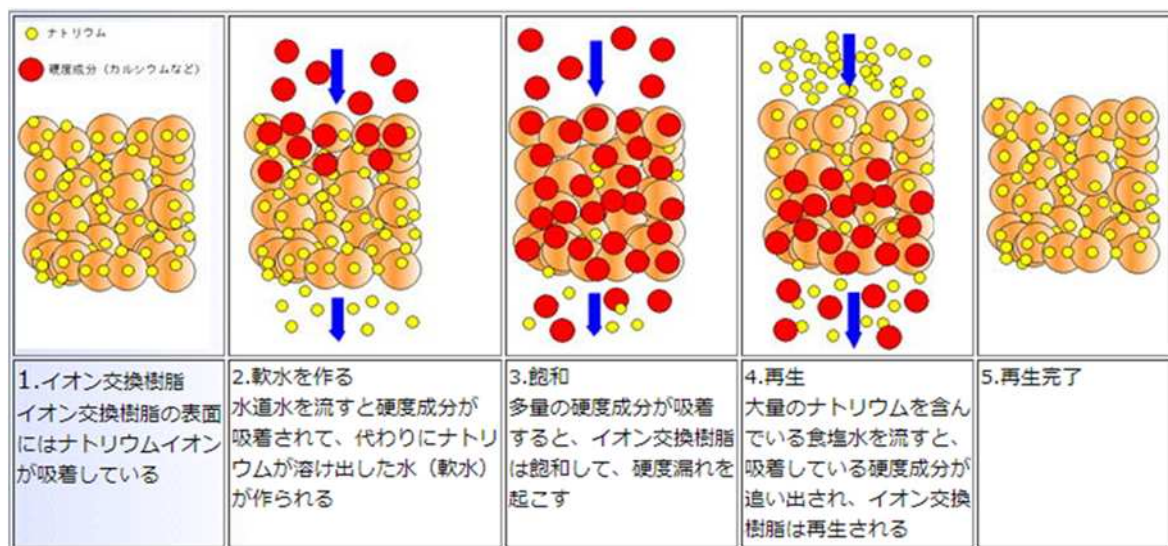 ナトリウム
硬度成分（カルシウムなど）
1.イオン交換樹脂
イオン交換樹脂の表面
にはナトリウムイオン
が吸着している
2.軟水を作る
水道水を流すと硬度成分が
吸着されて、代わりにナトリ
ウムが溶け出した水（軟水）
が作られる
3.飽和
多量の硬度成分が吸着
すると、イオン交換樹脂
は飽和して、硬度漏れを
起こす
4.再生
大量のナトリウムを含ん
でいる食塩水を流すと、
吸着している硬度成分が
追い出され、イオン交換
樹脂は再生される
5.再生完了